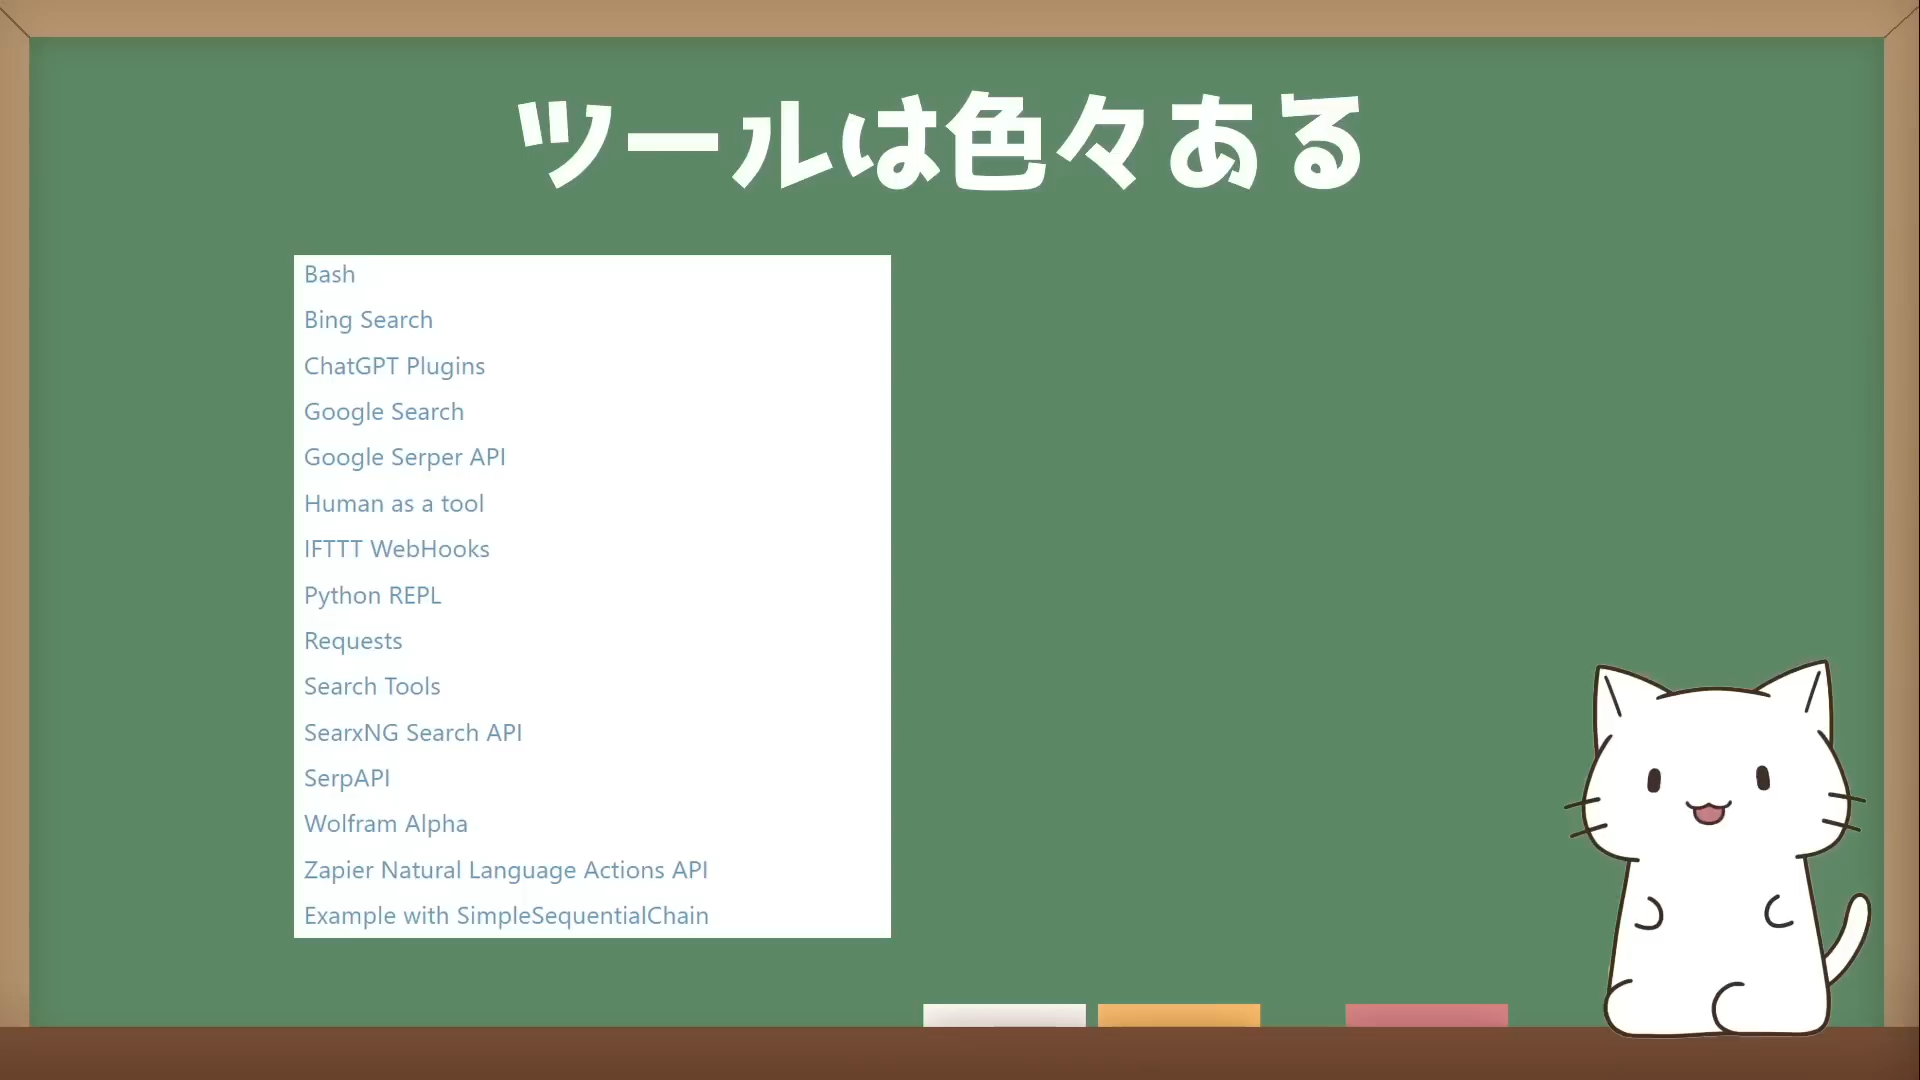 ツールは色々ある
Bash
Bing Search
ChatGPT Plugins
Google Search
Google Serper API
Human as a tool
IFTTT WebHooks
Python REPL
Requests
Search Tools
SearxNG Search API
SerpAPI
Wolfram Alpha
Zapier Natural Language Actions API
Example with SimpleSequentialChain